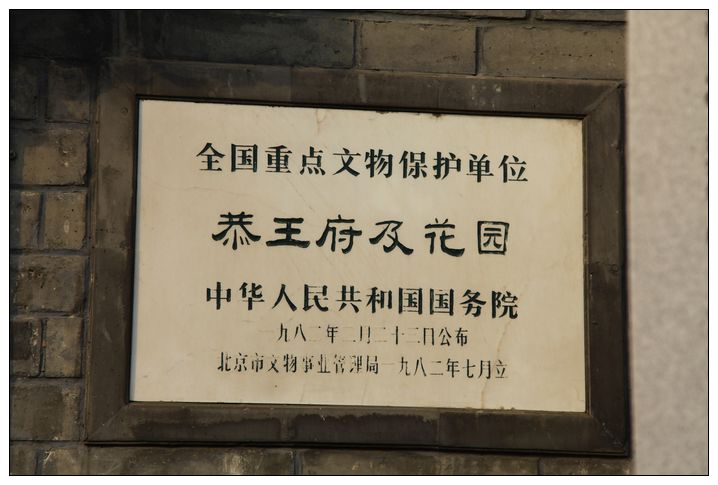 全国重点文物保护单位
恭王府及花园
中华人民共和国国务院
一九八二年二月二十三日公布
北京市文物事业管理局一九八二年七月立